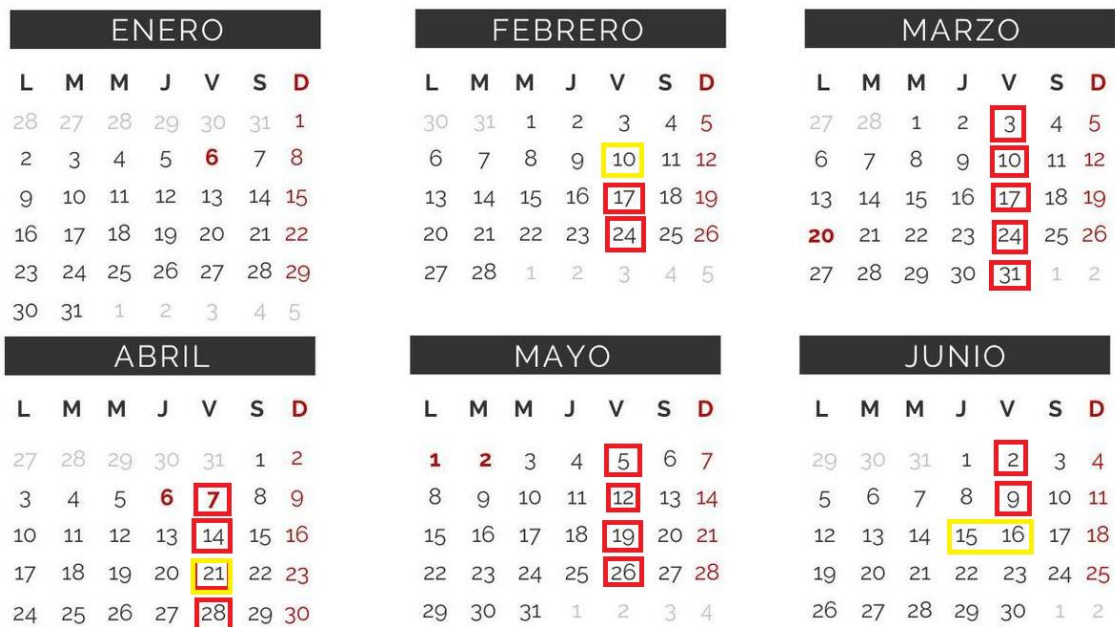 ENERO
L M M J V S D
28 27 28 29 30 31 1
2 3 4 5 6 7 8
9 10 11 12 13 14 15
16 17 18 19 20 21 22
23 24 25 26 27 28 29
30 31 1 2 3 4 5
FEBRERO
L M M J V S D
30 31 1 2 3 4 5
6 7 8 9 10 11 12
13 14 15 16 17 18 19
20 21 22 23 24 25 26
27 28 1 2 3 4 5
MARZO
L M M J V S D
27 28 1 2 3 4 5
6 7 8 9 10 11 12
13 14 15 16 17 18 19
20 21 22 23 24 25 26
27 28 29 30 31 1 2
ABRIL
L M M J V S D
27 28 29 30 31 1 2
3 4 5 6 7 8 9
10 11 12 13 14 15 16
17 18 19 20 21 22 23
24 25 26 27 28 29 30
MAYO
L M M J V S D
1 2 3 4 5 6 7
8 9 10 11 12 13 14
15 16 17 18 19 20 21
22 23 24 25 26 27 28
29 30 31 1 2 3 4
JUNIO
L M M J V S D
29 30 31 1 2 3 4
5 6 7 8 9 10 11
12 13 14 15 16 17 18
19 20 21 22 23 24 25
26 27 28 29 30 1 2